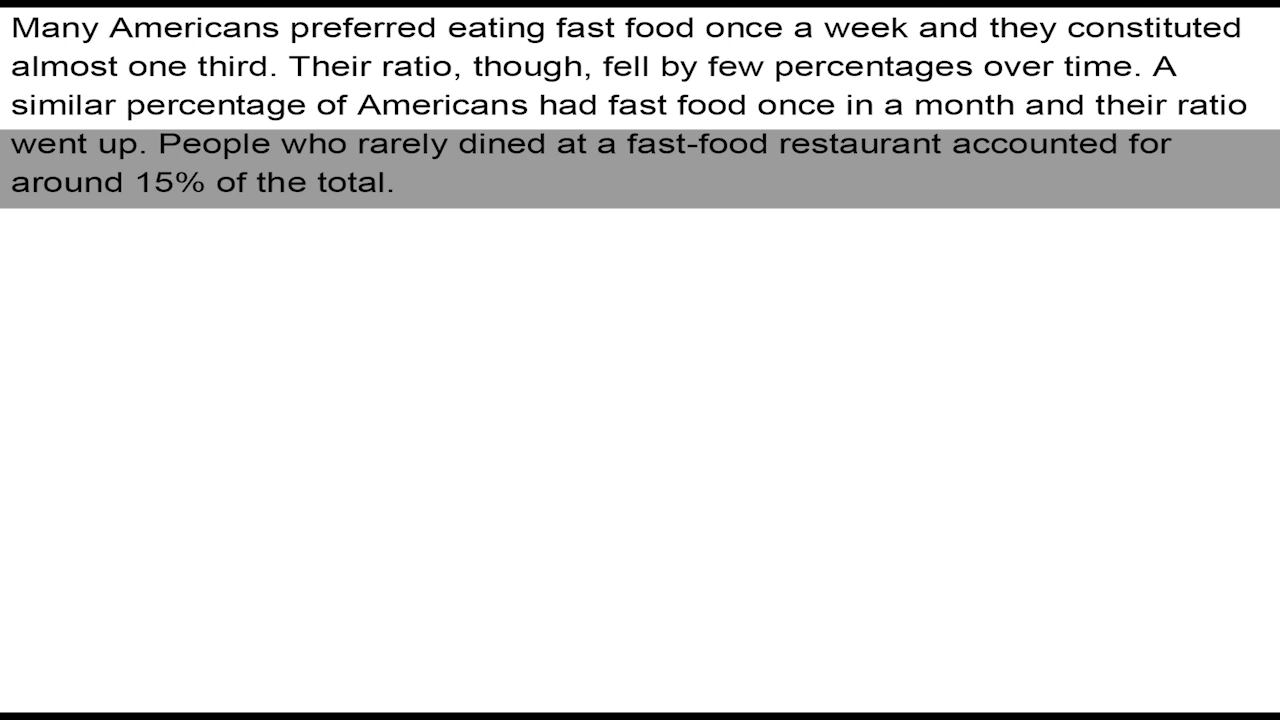 Many Americans preferred eating fast food once a week and they constituted
almost one third. Their ratio, though, fell by few percentages over time. A
similar percentage of Americans had fast food once in a month and their ratio
went up. People who rarely dined at a fast-food restaurant accounted for
around 15% of the total.